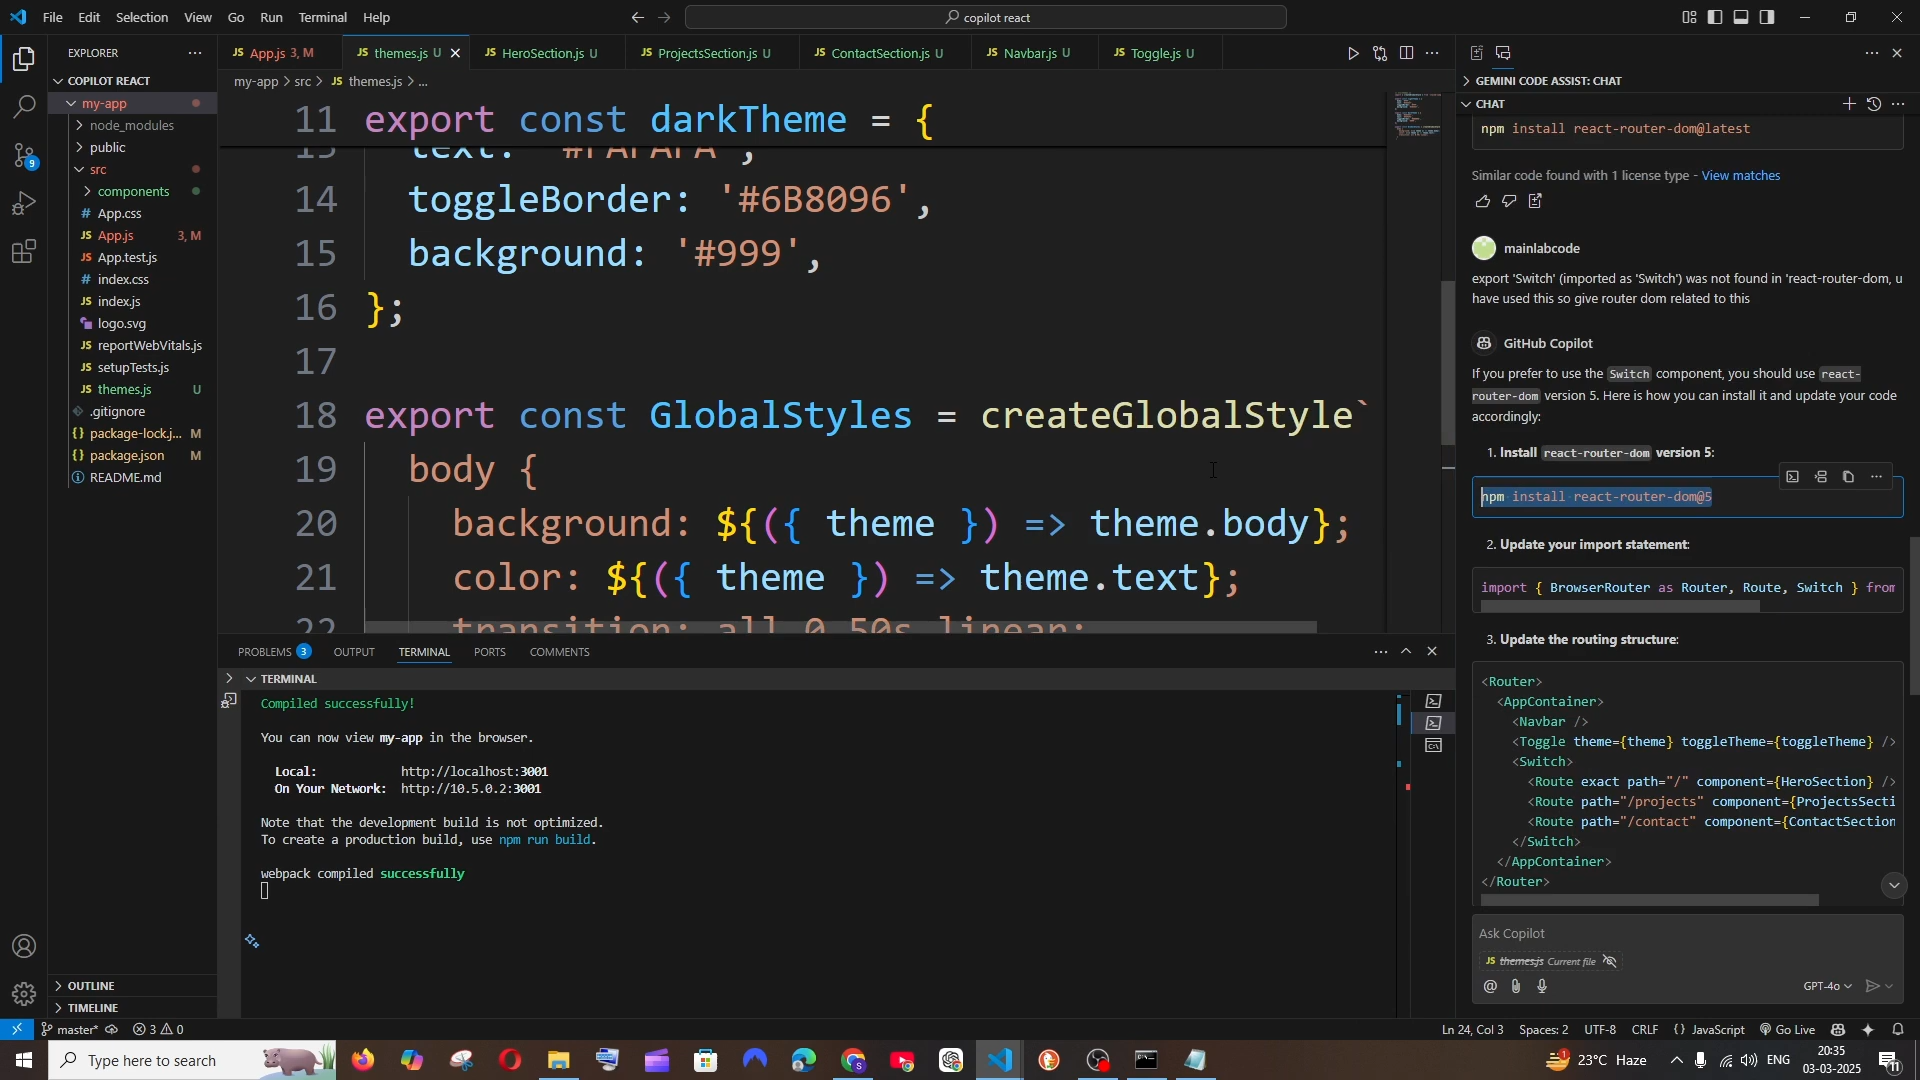 File Edit Selection View Go Run Terminal Help
copilot react
EXPLORER
COPILOT REACT
my-app
node_modules
public
src
components
App.css
App.js 3, M
App.test.js
index.css
index.js
logo.svg
reportWebVitals.js
setupTests.js
themes.js U
.gitignore
package-lock.j... M
package.json M
README.md
OUTLINE
TIMELINE
App.js 3, M
themes.js U
HeroSection.js U
ProjectsSection.js U
ContactSection.js U
Navbar.js U
Toggle.js U
my-app > src > JS themes.js > ...
11 export const darkTheme = {
13 text: '#FAFAFA',
14 toggleBorder: '#6B8096',
15 background: '#999',
16 };
17
18 export const GlobalStyles = createGlobalStyle`
19 body {
20 background: ${({ theme }) => theme.body};
21 color: ${({ theme }) => theme.text};
22 transition: all 0.50s linear;
PROBLEMS 3 OUTPUT TERMINAL PORTS COMMENTS
TERMINAL
Compiled successfully!
You can now view my-app in the browser.
Local: http://localhost:3001
On Your Network: http://10.5.0.2:3001
Note that the development build is not optimized.
To create a production build, use npm run build.
webpack compiled successfully
GEMINI CODE ASSIST: CHAT
CHAT
npm install react-router-dom@latest
Similar code found with 1 license type - View matches
mainlabcode
export 'Switch' (imported as 'Switch') was not found in 'react-router-dom, u
have used this so give router dom related to this
GitHub Copilot
If you prefer to use the Switch component, you should use react-
router-dom version 5. Here is how you can install it and update your code
accordingly:
1. Install react-router-dom version 5:
npm install react-router-dom@5
2. Update your import statement:
import { BrowserRouter as Router, Route, Switch } from
3. Update the routing structure:
<Router>
<AppContainer>
<Navbar />
<Toggle theme={theme} toggleTheme={toggleTheme} />
<Switch>
<Route exact path="/" component={HeroSection} />
<Route path="/projects" component={ProjectsSecti
<Route path="/contact" component={ContactSection
</Switch>
</AppContainer>
</Router>
Ask Copilot
JS themes.js Current file
GPT-4o
9
master* 3 0
Ln 24, Col 3 Spaces: 2 UTF-8 CRLF {} JavaScript Go Live
Type here to search
23°C Haze
ENG
20:35
03-03-2025
1
11